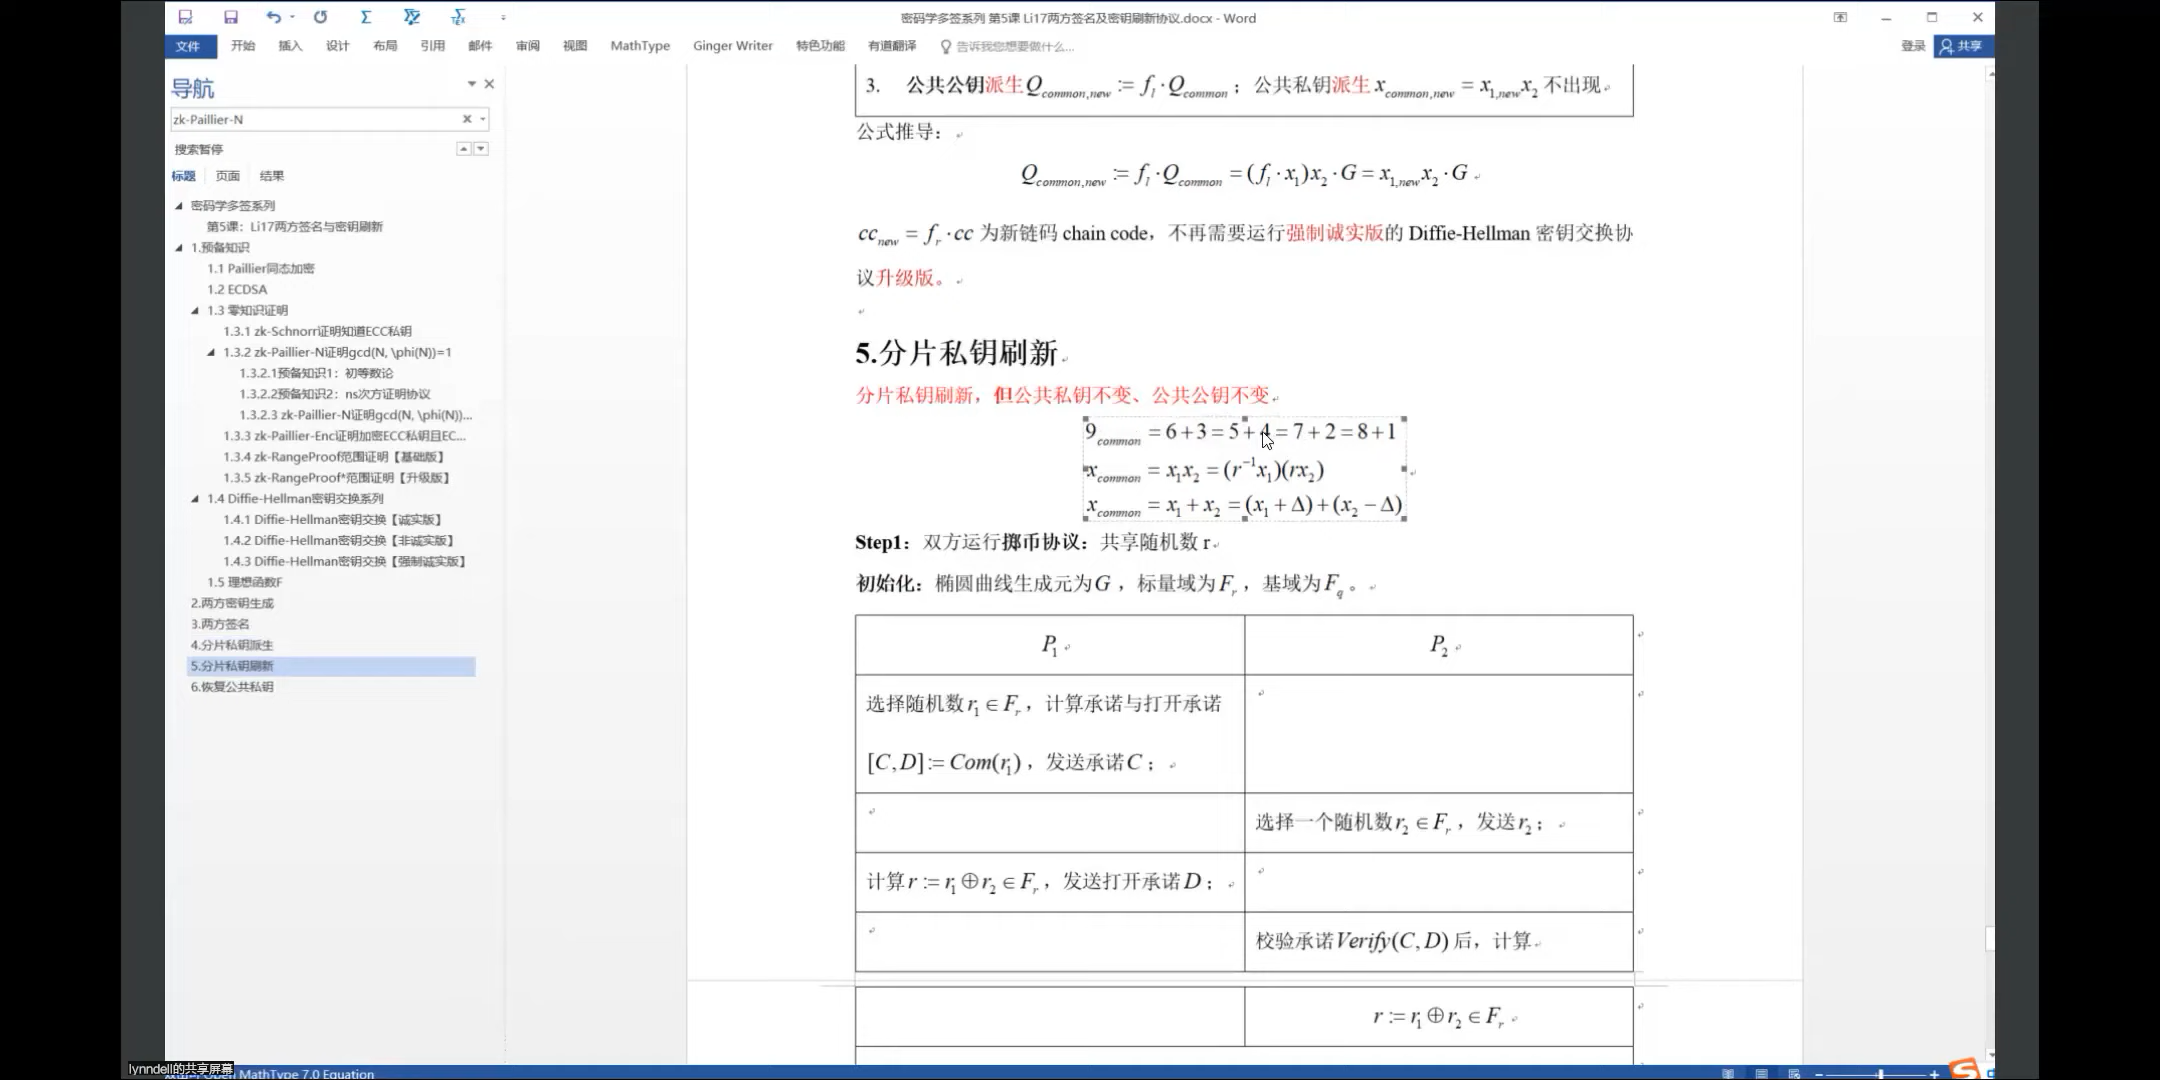 密码学多签系列 第5课 Li17两方签名及密钥刷新协议.docx - Word
文件 开始 插入 设计 布局 引用 邮件 审阅 视图 MathType Ginger Writer 特色功能 有道翻译 告诉我您想要做什么... 登录 共享
导航
zk-Paillier-N
搜索暂停
标题 页面 结果
密码学多签系列
第5课：Li17两方签名与密钥刷新
1.预备知识
1.1 Paillier同态加密
1.2 ECDSA
1.3 零知识证明
1.3.1 zk-Schnorr证明知道ECC私钥
1.3.2 zk-Paillier-N证明gcd(N, \phi(N))=1
1.3.2.1预备知识1：初等数论
1.3.2.2预备知识2：ns次方证明协议
1.3.2.3 zk-Paillier-N证明gcd(N, \phi(N))...
1.3.3 zk-Paillier-Enc证明加密ECC私钥且EC...
1.3.4 zk-RangeProof范围证明【基础版】
1.3.5 zk-RangeProof*范围证明【升级版】
1.4 Diffie-Hellman密钥交换系列
1.4.1 Diffie-Hellman密钥交换【诚实版】
1.4.2 Diffie-Hellman密钥交换【非诚实版】
1.4.3 Diffie-Hellman密钥交换【强制诚实版】
1.5 理想函数F
2.两方密钥生成
3.两方签名
4.分片私钥派生
5.分片私钥刷新
6.恢复公共私钥
3. 公共公钥派生 Q_{common,new} := f_l · Q_{common}；公共私钥派生 x_{common,new} = x_{1,new}x_2 不出现
公式推导：
Q_{common,new} := f_l · Q_{common} = (f_l · x_1)x_2 · G = x_{1,new}x_2 · G
cc_{new} = f_r · cc 为新链码 chain code，不再需要运行强制诚实版的 Diffie-Hellman 密钥交换协
议升级版。
5.分片私钥刷新
分片私钥刷新，但公共私钥不变、公共公钥不变
9_{common} = 6+3 = 5+4 = 7+2 = 8+1
x_{common} = x_1x_2 = (r^{-1}x_1)(rx_2)
x_{common} = x_1 + x_2 = (x_1 + Δ) + (x_2 − Δ)
Step1：双方运行掷币协议：共享随机数 r
初始化：椭圆曲线生成元为 G，标量域为 F_r，基域为 F_q。
P_1 P_2
选择随机数 r_1 ∈ F_r，计算承诺与打开承诺
[C, D] := Com(r_1)，发送承诺 C；
选择一个随机数 r_2 ∈ F_r，发送 r_2；
计算 r := r_1 ⊕ r_2 ∈ F_r，发送打开承诺 D；
校验承诺 Verify(C, D) 后，计算
r := r_1 ⊕ r_2 ∈ F_r
lynndell的共享屏幕
MathType 7.0 Equation